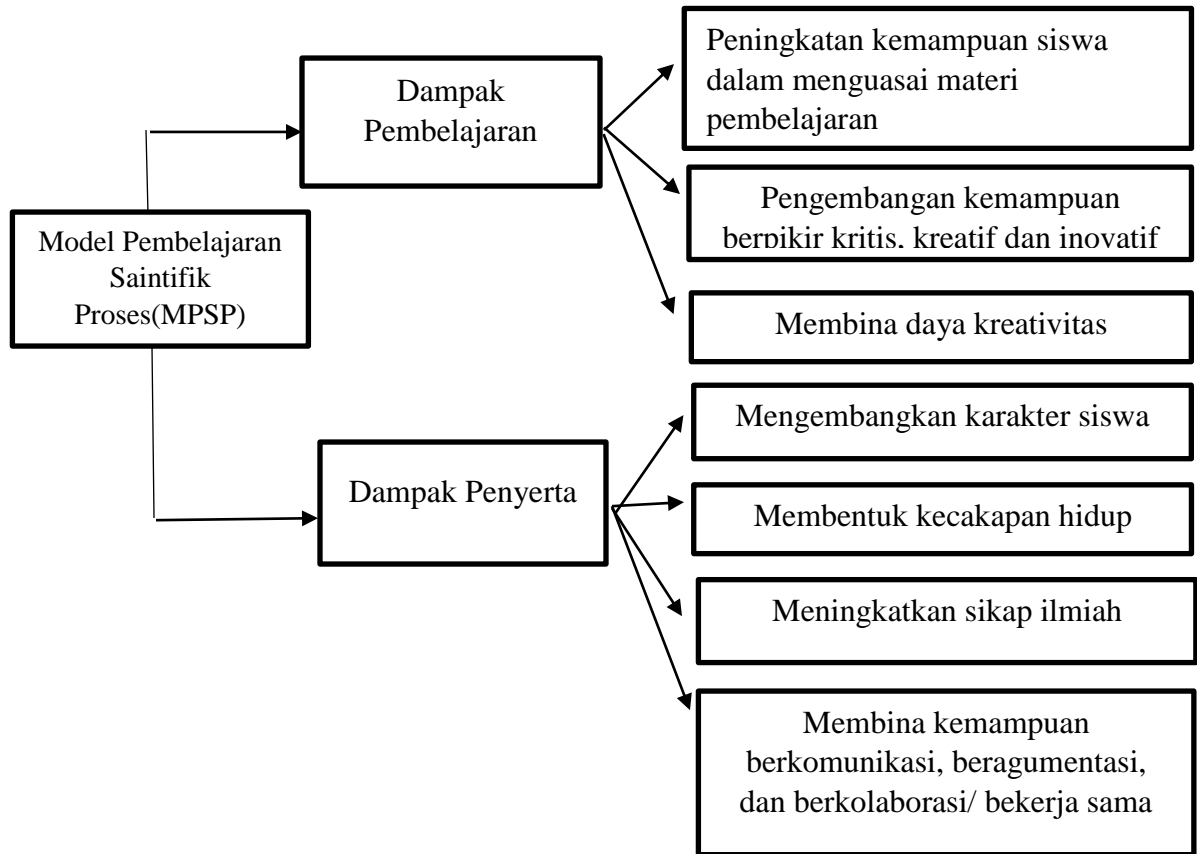 Model Pembelajaran
Saintifik
Proses(MPSP)
Dampak
Pembelajaran
Peningkatan kemampuan siswa
dalam menguasai materi
pembelajaran
Pengembangan kemampuan
berpikir kritis, kreatif dan inovatif
Membina daya kreativitas
Dampak Penyerta
Mengembangkan karakter siswa
Membentuk kecakapan hidup
Meningkatkan sikap ilmiah
Membina kemampuan
berkomunikasi, beragumentasi,
dan berkolaborasi/ bekerja sama